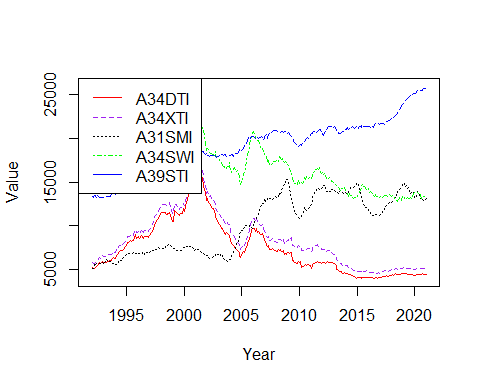 A34DTI
A34XTI
A31SMI
A34SWI
A39STI
25000
15000
5000
Value
1995
2000
2005
2010
2015
2020
Year